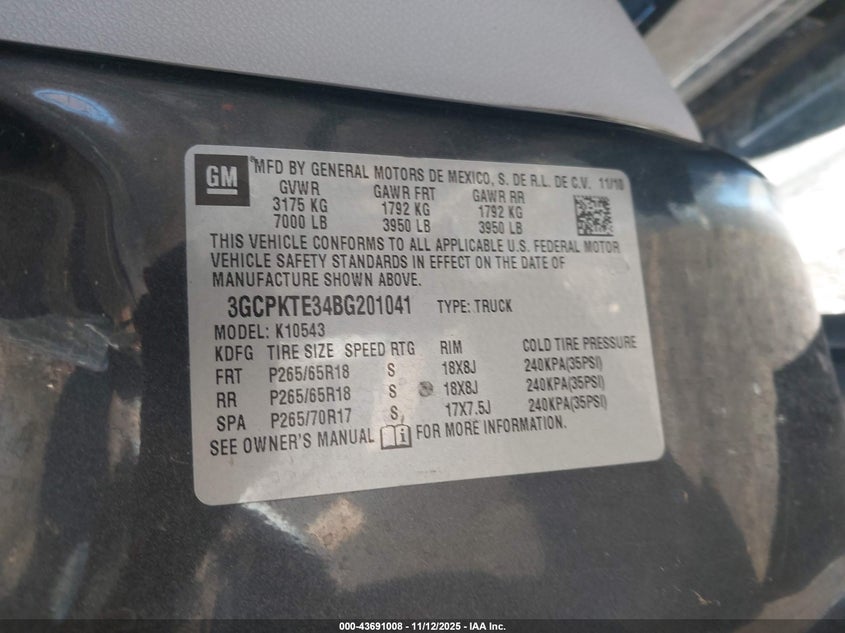 GM
MFD BY GENERAL MOTORS DE MEXICO, S. DE R.L. DE C.V. 11/10
GVWR GAWR FRT GAWR RR
3175 KG 1792 KG 1792 KG
7000 LB 3950 LB 3950 LB
THIS VEHICLE CONFORMS TO ALL APPLICABLE U.S. FEDERAL MOTOR
VEHICLE SAFETY STANDARDS IN EFFECT ON THE DATE OF
MANUFACTURE SHOWN ABOVE.
3GCPKTE34BG201041 TYPE: TRUCK
MODEL: K10543
KDFG TIRE SIZE SPEED RTG RIM COLD TIRE PRESSURE
FRT P265/65R18 S 18X8J 240KPA(35PSI)
RR P265/65R18 S 18X8J 240KPA(35PSI)
SPA P265/70R17 S 17X7.5J 240KPA(35PSI)
SEE OWNER'S MANUAL FOR MORE INFORMATION.
000-43691008 - 11/12/2025 - IAA Inc.